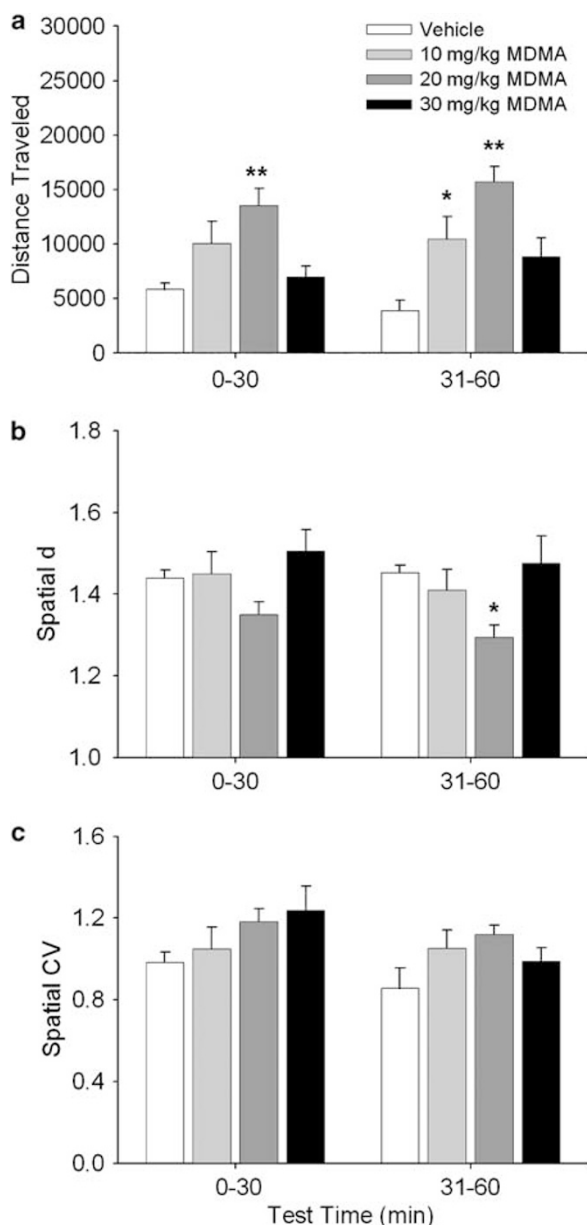 a
Distance Traveled
30000
25000
20000
15000
10000
5000
0
Vehicle
10 mg/kg MDMA
20 mg/kg MDMA
30 mg/kg MDMA
**
*
**
0-30
31-60
b
Spatial d
1.8
1.6
1.4
1.2
1.0
*
0-30
31-60
c
Spatial CV
1.6
1.2
0.8
0.4
0.0
0-30
31-60
Test Time (min)